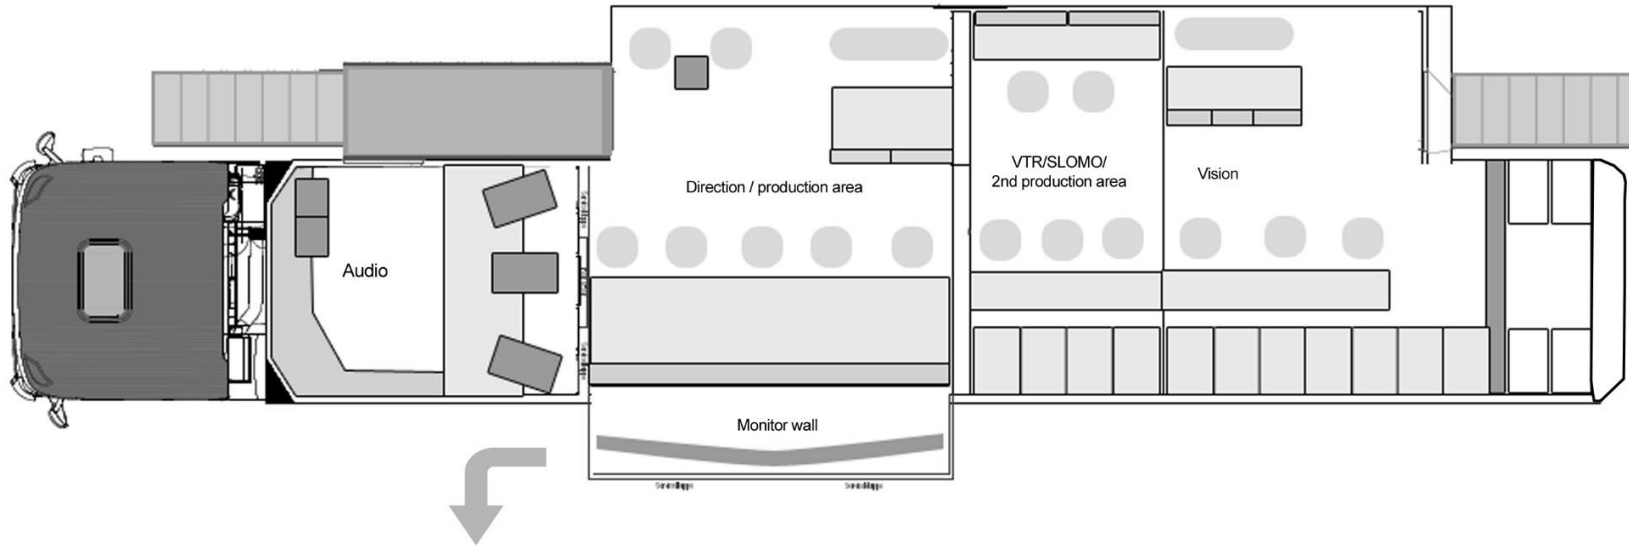 Direction / production area
VTR/SLOMO/
2nd production area
Vision
Audio
Monitor wall